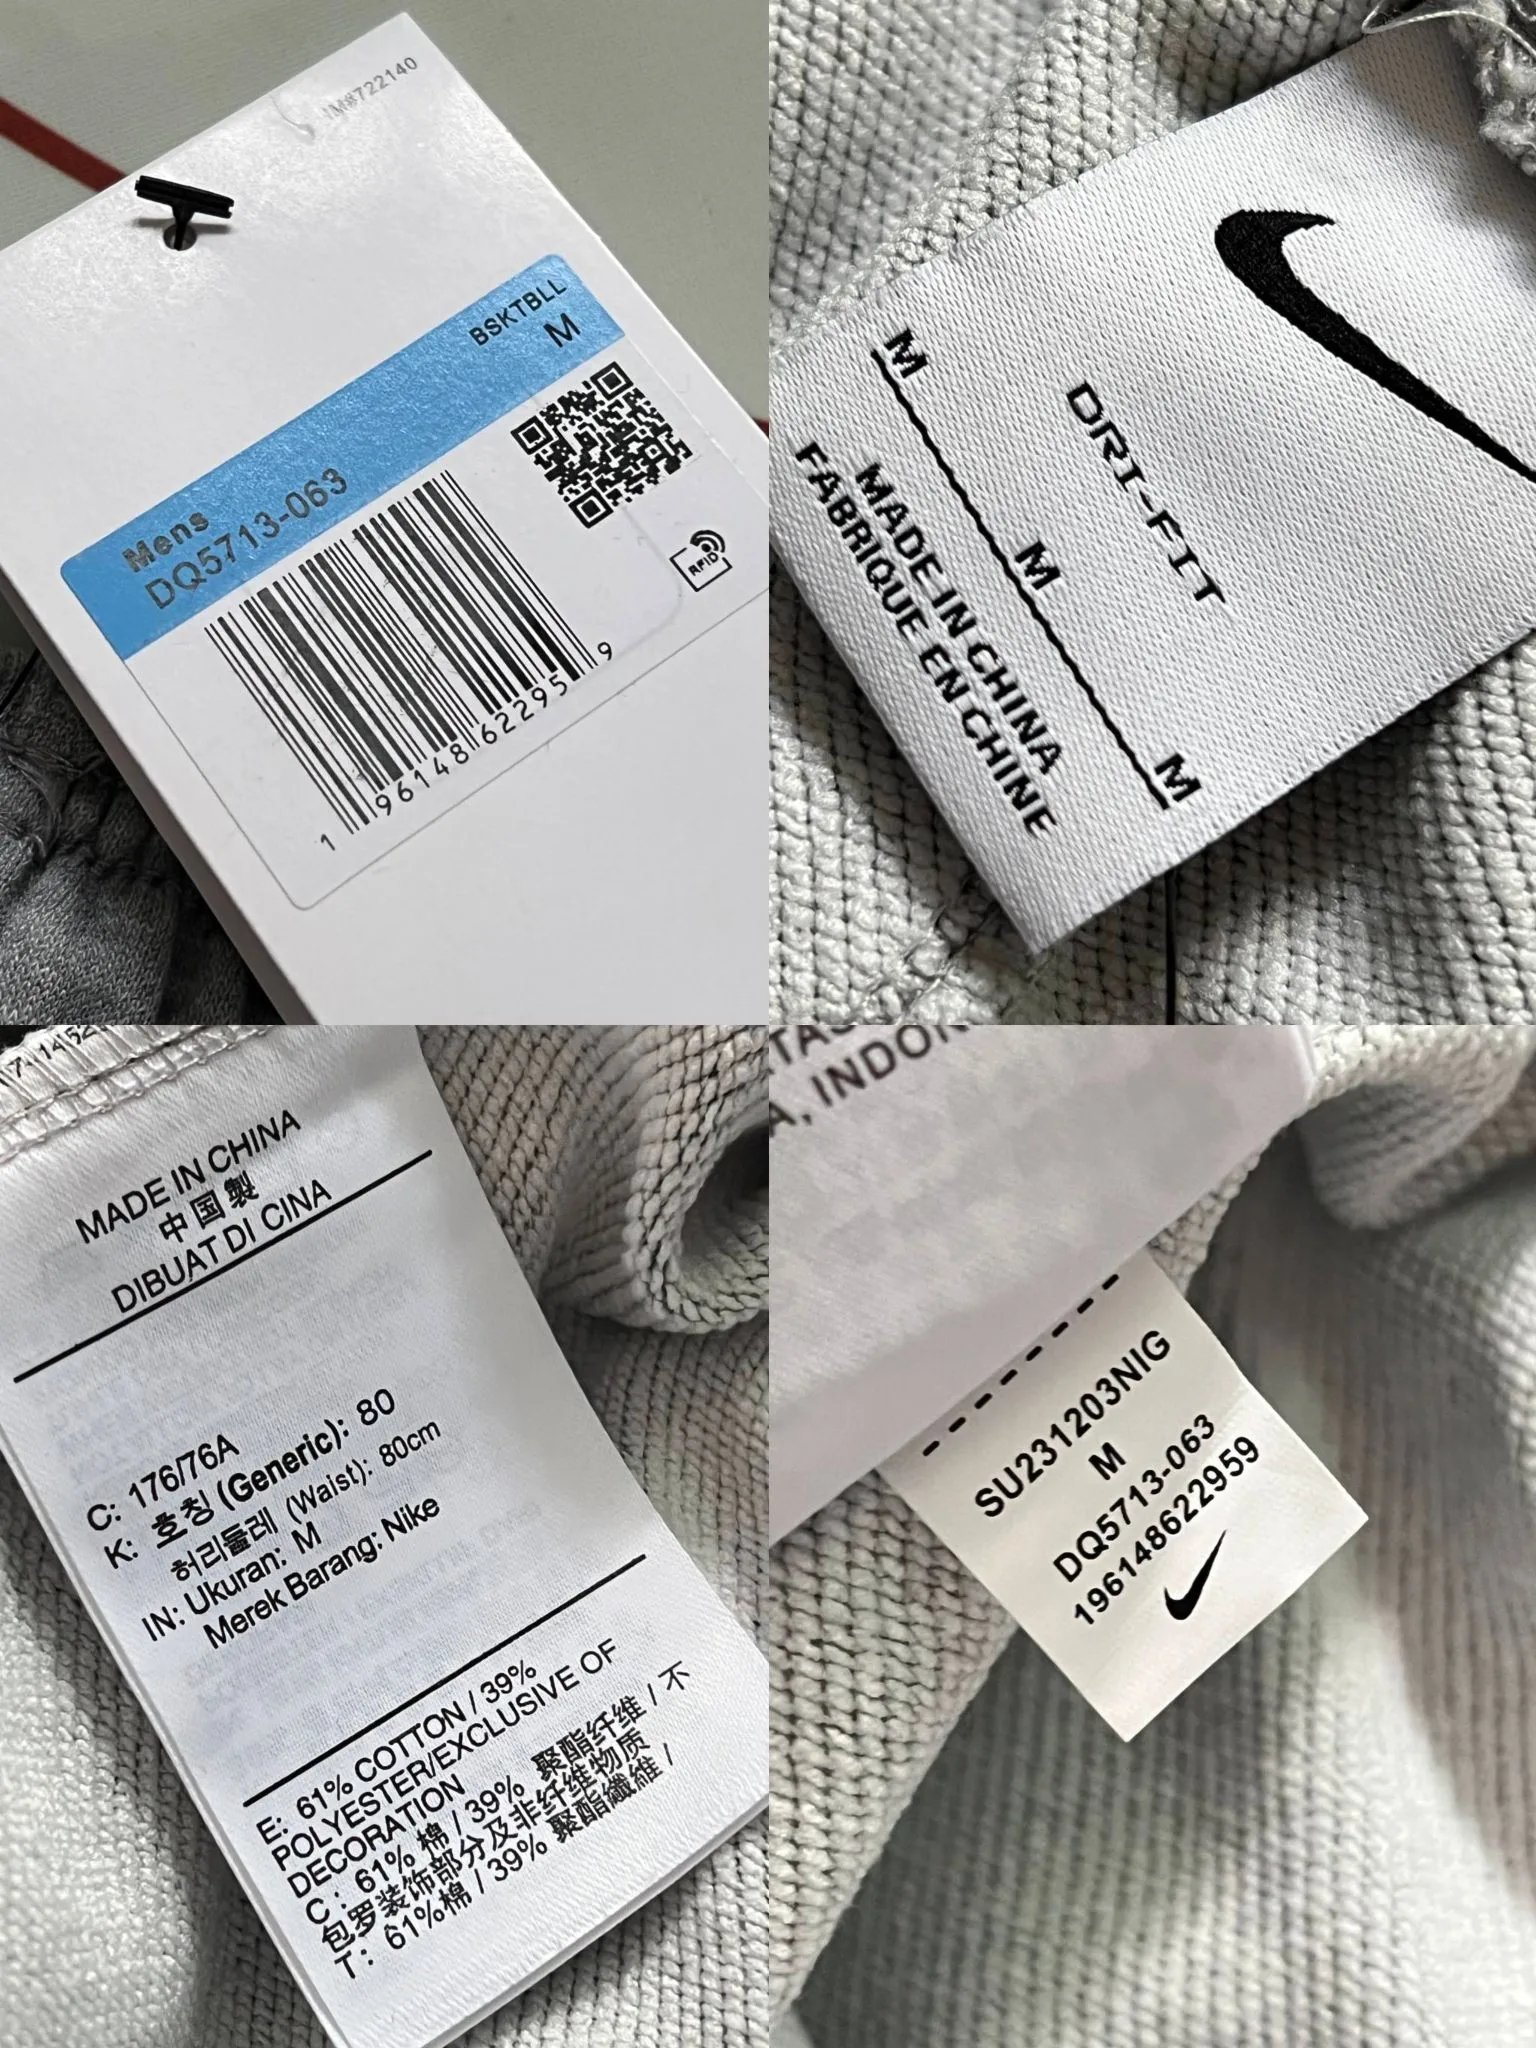 JM8722140
BSKTBLL
M
Mens
DQ5713-063
RFID
1 96148 62295 9
DRI-FIT
M M M
MADE IN CHINA
FABRIQUE EN CHINE
MADE IN CHINA
中国製
DIBUAT DI CINA
C: 176/76A
K: 호칭 (Generic): 80
허리둘레 (Waist): 80cm
IN: Ukuran: M
Merek Barang: Nike
E: 61% COTTON / 39%
POLYESTER/EXCLUSIVE OF
DECORATION
C : 61% 棉 / 39% 聚酯纤维 / 不
包罗装饰部分及非纤维物质
T : 61%棉 / 39% 聚酯纖維 /
SU231203NIG
M
DQ5713-063
196148622959